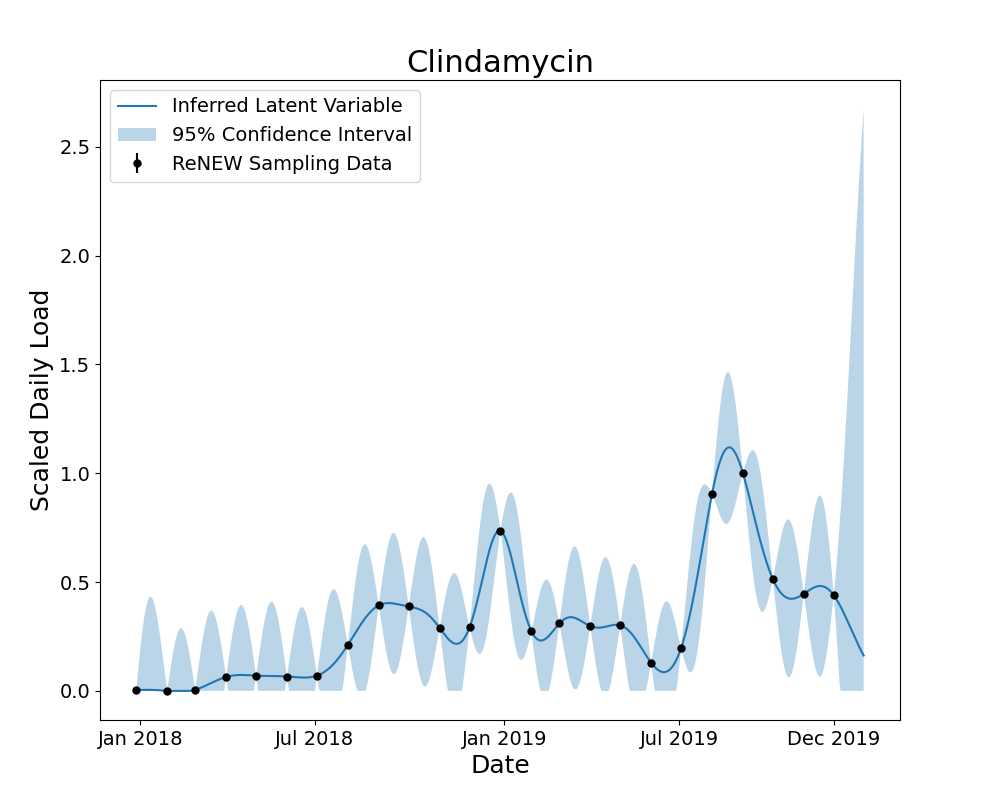 Clindamycin
Inferred Latent Variable
95% Confidence Interval
ReNEW Sampling Data
Scaled Daily Load
2.5
2.0
1.5
1.0
0.5
0.0
Jan 2018 Jul 2018 Jan 2019 Jul 2019 Dec 2019
Date